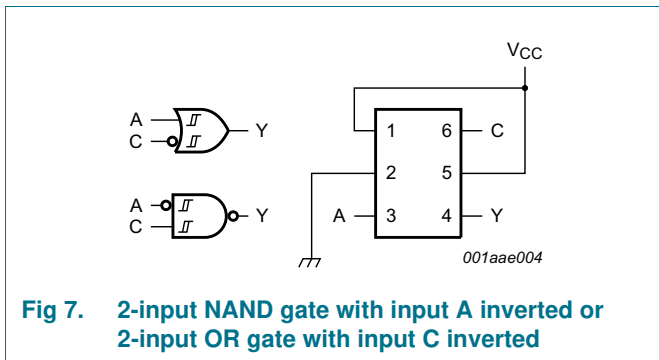 VCC
A
C
Y
A
C
Y
1 6 C
2 5
A 3 4 Y
001aae004
Fig 7. 2-input NAND gate with input A inverted or
2-input OR gate with input C inverted